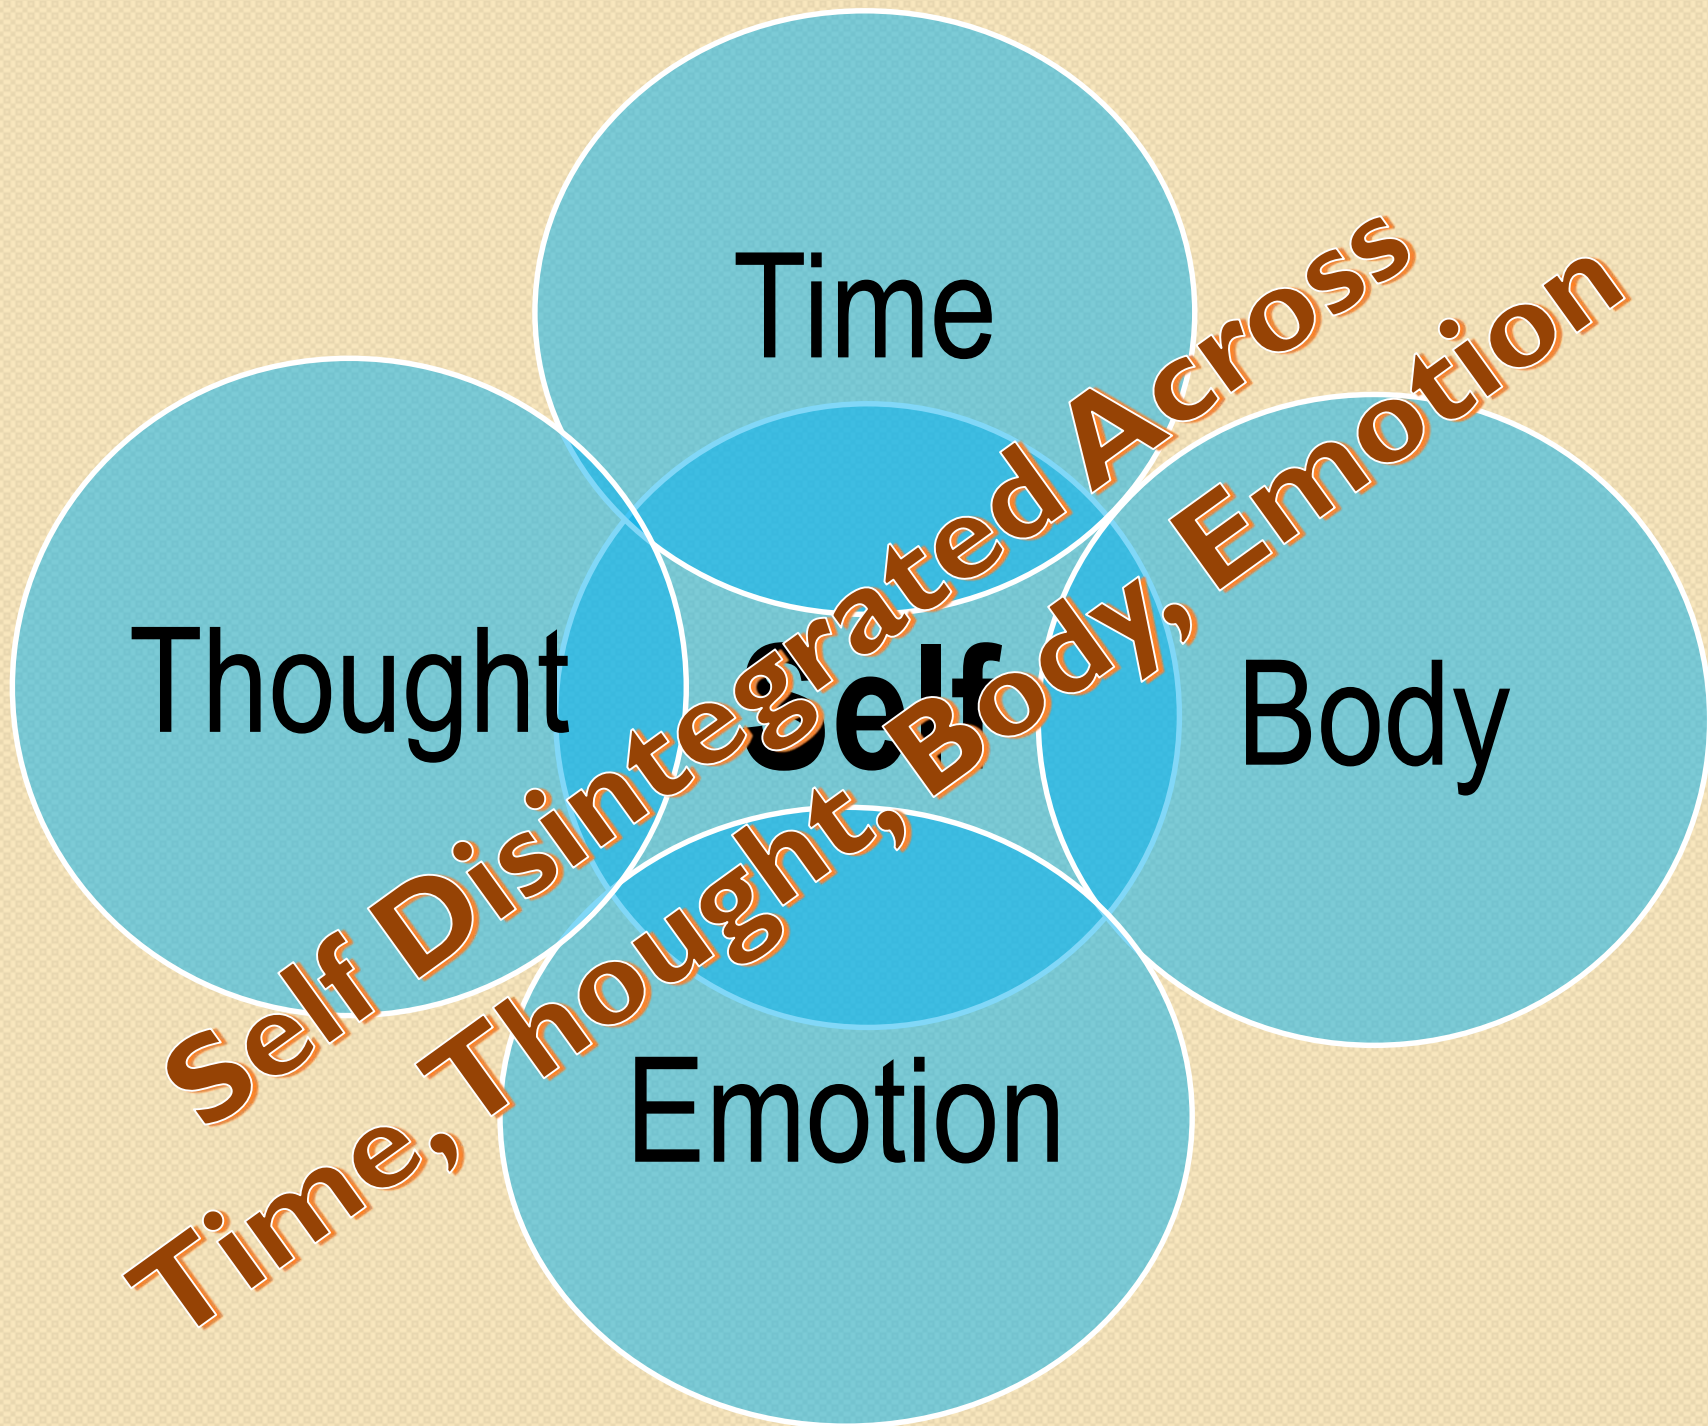 Time
Thought
Self
Body
Emotion
Self Disintegrated Across
Time, Thought, Body, Emotion